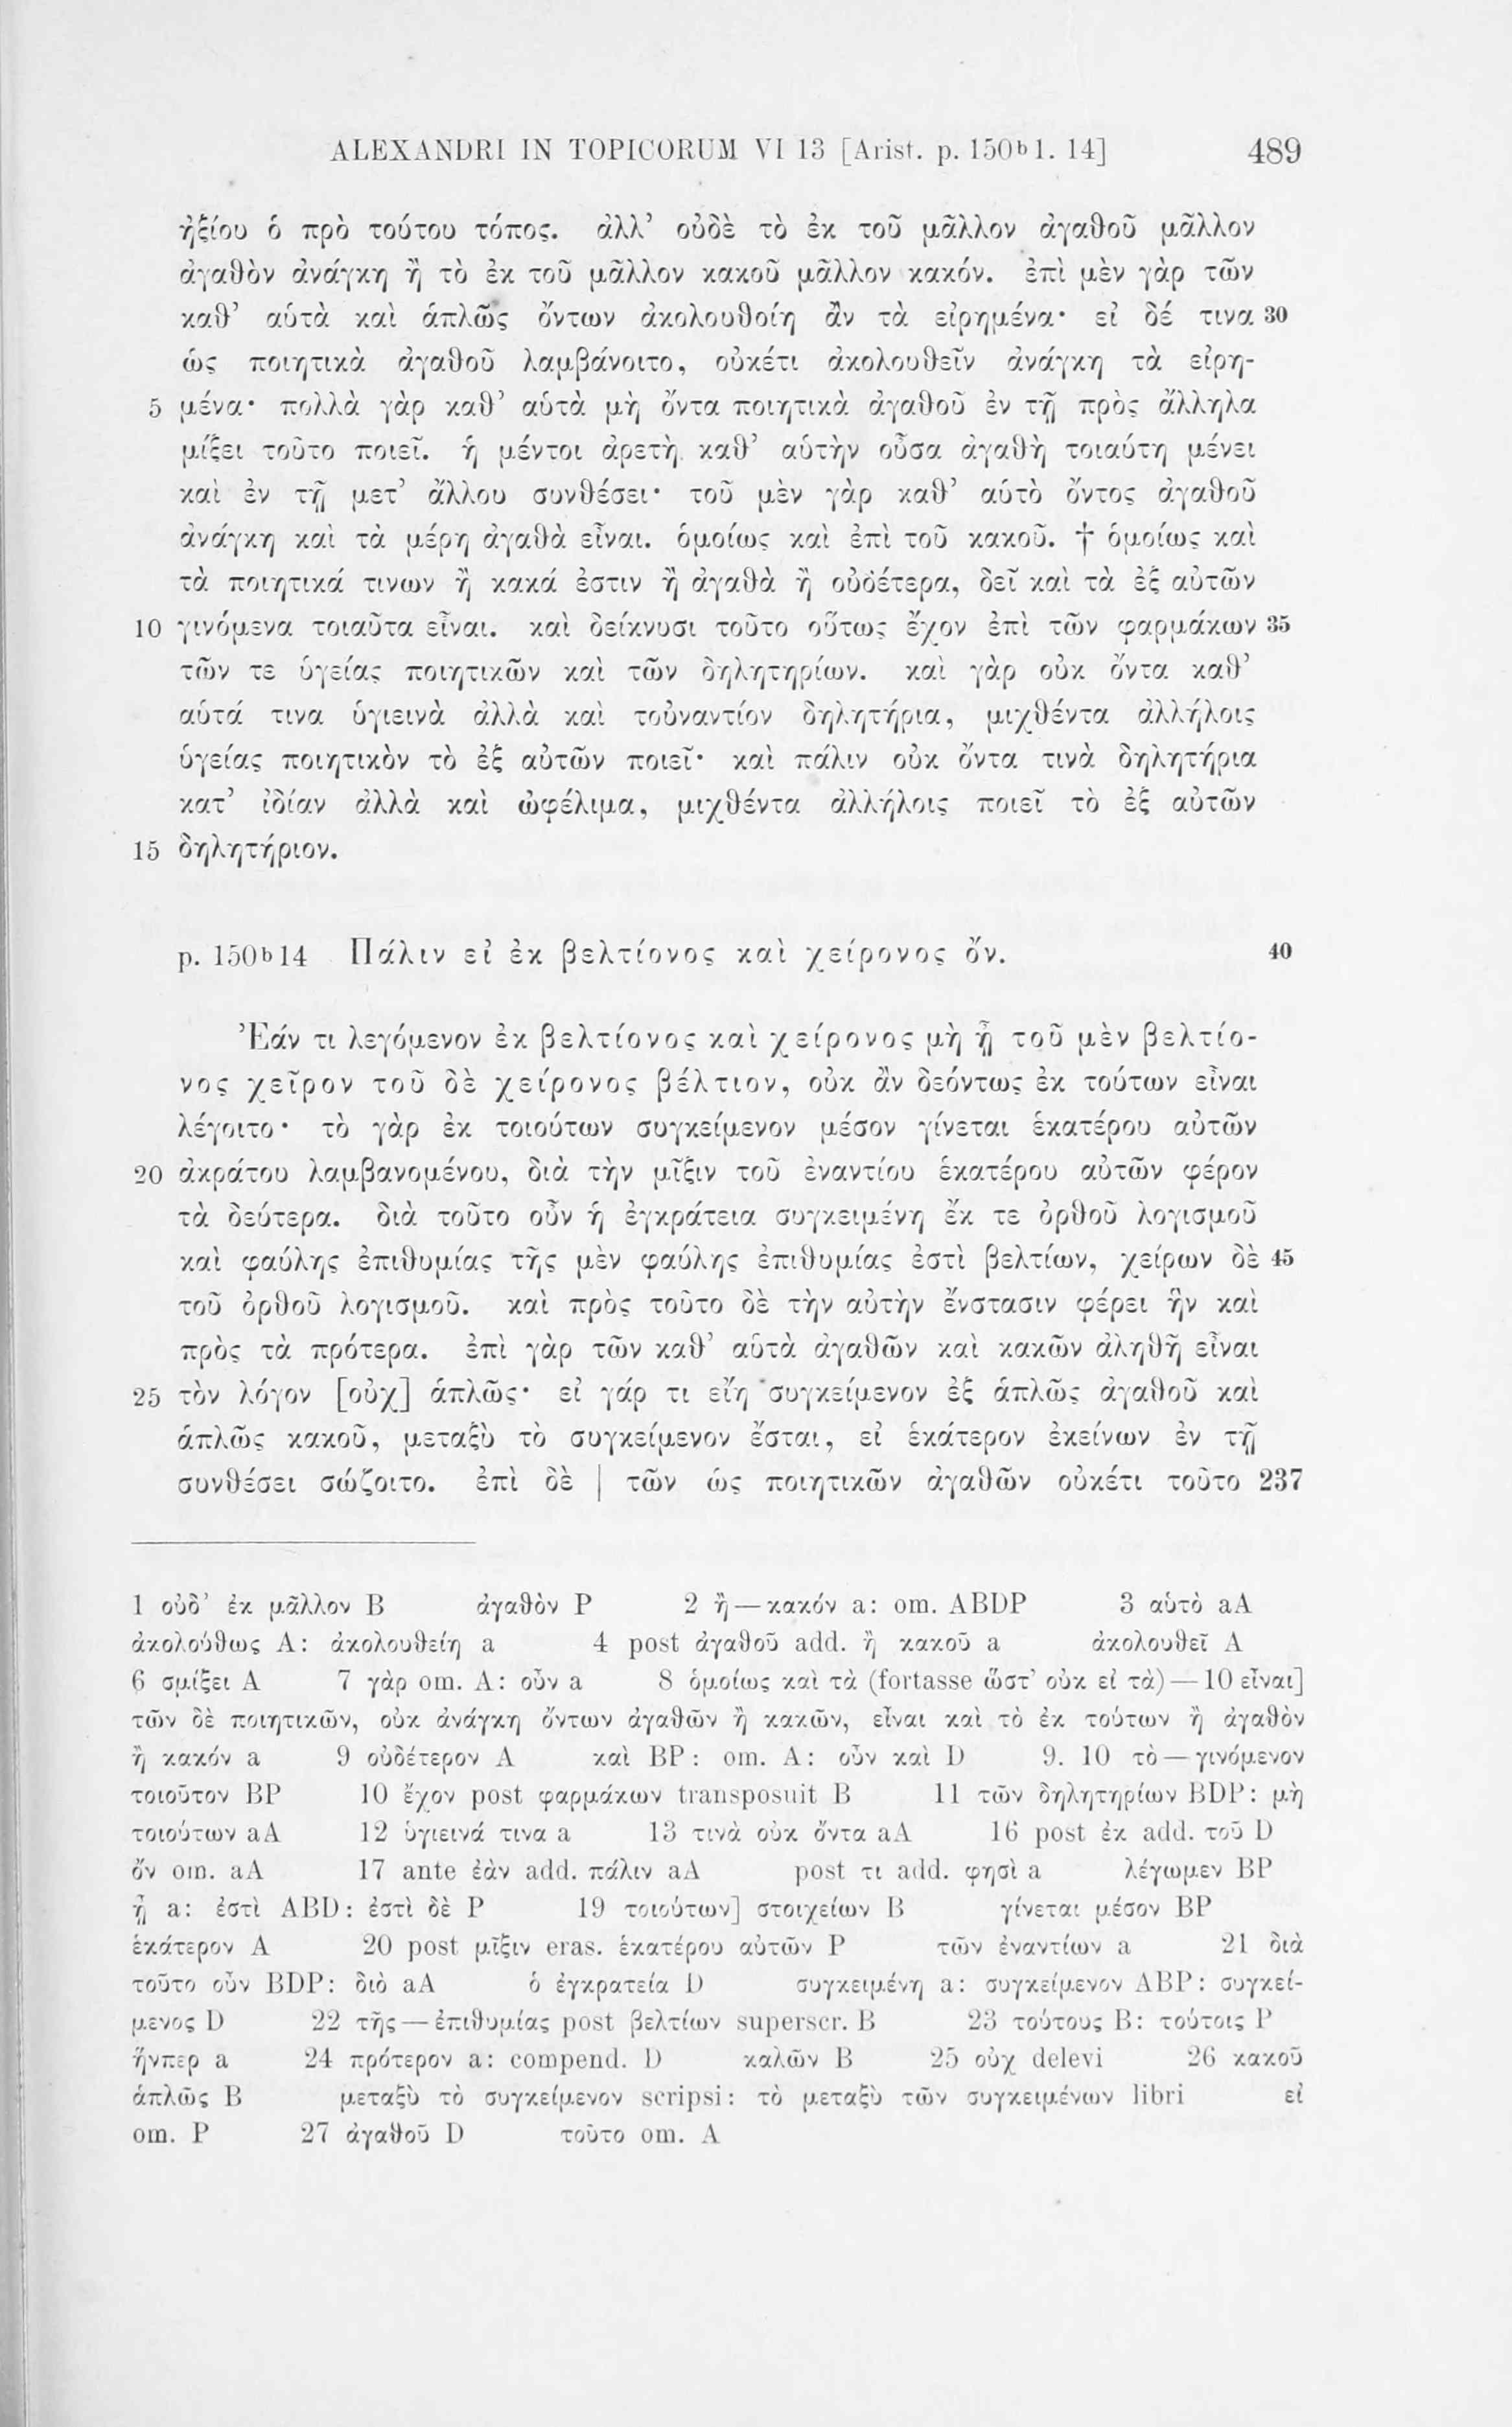 ALEXANDRI IN TOPICORUM VI 13 [Arist. p. 150ᵇ1. 14] 489
ἠξίου ὁ πρὸ τούτου τόπος. ἀλλ’ οὐδὲ τὸ ἐκ τοῦ μᾶλλον ἀγαθοῦ μᾶλλον
ἀγαθὸν ἀνάγκη ἢ τὸ ἐκ τοῦ μᾶλλον κακοῦ μᾶλλον κακόν. ἐπὶ μὲν γὰρ τῶν
καθ’ αὑτὰ καὶ ἁπλῶς ὄντων ἀκολουθοίη ἂν τὰ εἰρημένα· εἰ δέ τινα 30
ὡς ποιητικὰ ἀγαθοῦ λαμβάνοιτο, οὐκέτι ἀκολουθεῖν ἀνάγκη τὰ εἰρη-
5 μένα· πολλὰ γὰρ καθ’ αὑτὰ μὴ ὄντα ποιητικὰ ἀγαθοῦ ἐν τῇ πρὸς ἄλληλα
μίξει τοῦτο ποιεῖ. ἡ μέντοι ἀρετὴ καθ’ αὑτὴν οὖσα ἀγαθὴ τοιαύτη μένει
καὶ ἐν τῇ μετ’ ἄλλου συνθέσει· τοῦ μὲν γὰρ καθ’ αὑτὸ ὄντος ἀγαθοῦ
ἀνάγκη καὶ τὰ μέρη ἀγαθὰ εἶναι. ὁμοίως καὶ ἐπὶ τοῦ κακοῦ. † ὁμοίως καὶ
τὰ ποιητικά τινων ἢ κακά ἐστιν ἢ ἀγαθὰ ἢ οὐδέτερα, δεῖ καὶ τὰ ἐξ αὐτῶν
10 γινόμενα τοιαῦτα εἶναι. καὶ δείκνυσι τοῦτο οὕτως ἔχον ἐπὶ τῶν φαρμάκων 35
τῶν τε ὑγείας ποιητικῶν καὶ τῶν δηλητηρίων. καὶ γὰρ οὐκ ὄντα καθ’
αὑτά τινα ὑγιεινὰ ἀλλὰ καὶ τοὐναντίον δηλητήρια, μιχθέντα ἀλλήλοις
ὑγείας ποιητικὸν τὸ ἐξ αὐτῶν ποιεῖ· καὶ πάλιν οὐκ ὄντα τινὰ δηλητήρια
κατ’ ἰδίαν ἀλλὰ καὶ ὠφέλιμα, μιχθέντα ἀλλήλοις ποιεῖ τὸ ἐξ αὐτῶν
15 δηλητήριον.
p. 150ᵇ14 Πάλιν εἰ ἐκ βελτίονος καὶ χείρονος ὄν. 40
Ἐάν τι λεγόμενον ἐκ βελτίονος καὶ χείρονος μὴ ᾖ τοῦ μὲν βελτίο-
νος χεῖρον τοῦ δὲ χείρονος βέλτιον, οὐκ ἂν δεόντως ἐκ τούτων εἶναι
λέγοιτο· τὸ γὰρ ἐκ τοιούτων συγκείμενον μέσον γίνεται ἑκατέρου αὐτῶν
20 ἀκράτου λαμβανομένου, διὰ τὴν μῖξιν τοῦ ἐναντίου ἑκατέρου αὐτῶν φέρον
τὰ δεύτερα. διὰ τοῦτο οὖν ἡ ἐγκράτεια συγκειμένη ἔκ τε ὀρθοῦ λογισμοῦ
καὶ φαύλης ἐπιθυμίας τῆς μὲν φαύλης ἐπιθυμίας ἐστὶ βελτίων, χείρων δὲ 45
τοῦ ὀρθοῦ λογισμοῦ. καὶ πρὸς τοῦτο δὲ τὴν αὐτὴν ἔνστασιν φέρει ἣν καὶ
πρὸς τὰ πρότερα. ἐπὶ γὰρ τῶν καθ’ αὑτὰ ἀγαθῶν καὶ κακῶν ἀληθῆ εἶναι
25 τὸν λόγον [οὐχ] ἁπλῶς· εἰ γάρ τι εἴη συγκείμενον ἐξ ἁπλῶς ἀγαθοῦ καὶ
ἁπλῶς κακοῦ, μεταξὺ τὸ συγκείμενον ἔσται, εἰ ἑκάτερον ἐκείνων ἐν τῇ
συνθέσει σώζοιτο. ἐπὶ δὲ | τῶν ὡς ποιητικῶν ἀγαθῶν οὐκέτι τοῦτο 237
1 οὐδ’ ἐκ μᾶλλον B ἀγαθὸν P 2 ἢ — κακόν a: om. ABDP 3 αὑτὸ aA
ἀκολούθως A: ἀκολουθείη a 4 post ἀγαθοῦ add. ἢ κακοῦ a ἀκολουθεῖ A
6 σμίξει A 7 γὰρ om. A: οὖν a 8 ὁμοίως καὶ τὰ (fortasse ὥστ’ οὐκ εἰ τὰ) — 10 εἶναι]
τῶν δὲ ποιητικῶν, οὐκ ἀνάγκη ὄντων ἀγαθῶν ἢ κακῶν, εἶναι καὶ τὸ ἐκ τούτων ἢ ἀγαθὸν
ἢ κακόν a 9 οὐδέτερον A καὶ BP: om. A: οὖν καὶ D 9. 10 τὸ — γινόμενον
τοιοῦτον BP 10 ἔχον post φαρμάκων transposuit B 11 τῶν δηλητηρίων BDP: μὴ
τοιούτων aA 12 ὑγιεινά τινα a 13 τινὰ οὐκ ὄντα aA 16 post ἐκ add. τοῦ D
ὄν om. aA 17 ante ἐὰν add. πάλιν aA post τι add. φησὶ a λέγωμεν BP
ᾖ a: ἐστὶ ABD: ἐστὶ δὲ P 19 τοιούτων] στοιχείων B γίνεται μέσον BP
ἑκάτερον A 20 post μῖξιν eras. ἑκατέρου αὐτῶν P τῶν ἐναντίων a 21 διὰ
τοῦτο οὖν BDP: διὸ aA ὁ ἐγκρατεία D συγκειμένη a: συγκείμενον ABP: συγκεί-
μενος D 22 τῆς — ἐπιθυμίας post βελτίων superscr. B 23 τούτους B: τούτοις P
ἥνπερ a 24 πρότερον a: compend. D καλῶν B 25 οὐχ delevi 26 κακοῦ
ἁπλῶς B μεταξὺ τὸ συγκείμενον scripsi: τὸ μεταξὺ τῶν συγκειμένων libri εἰ
om. P 27 ἀγαθοῦ D τοῦτο om. A